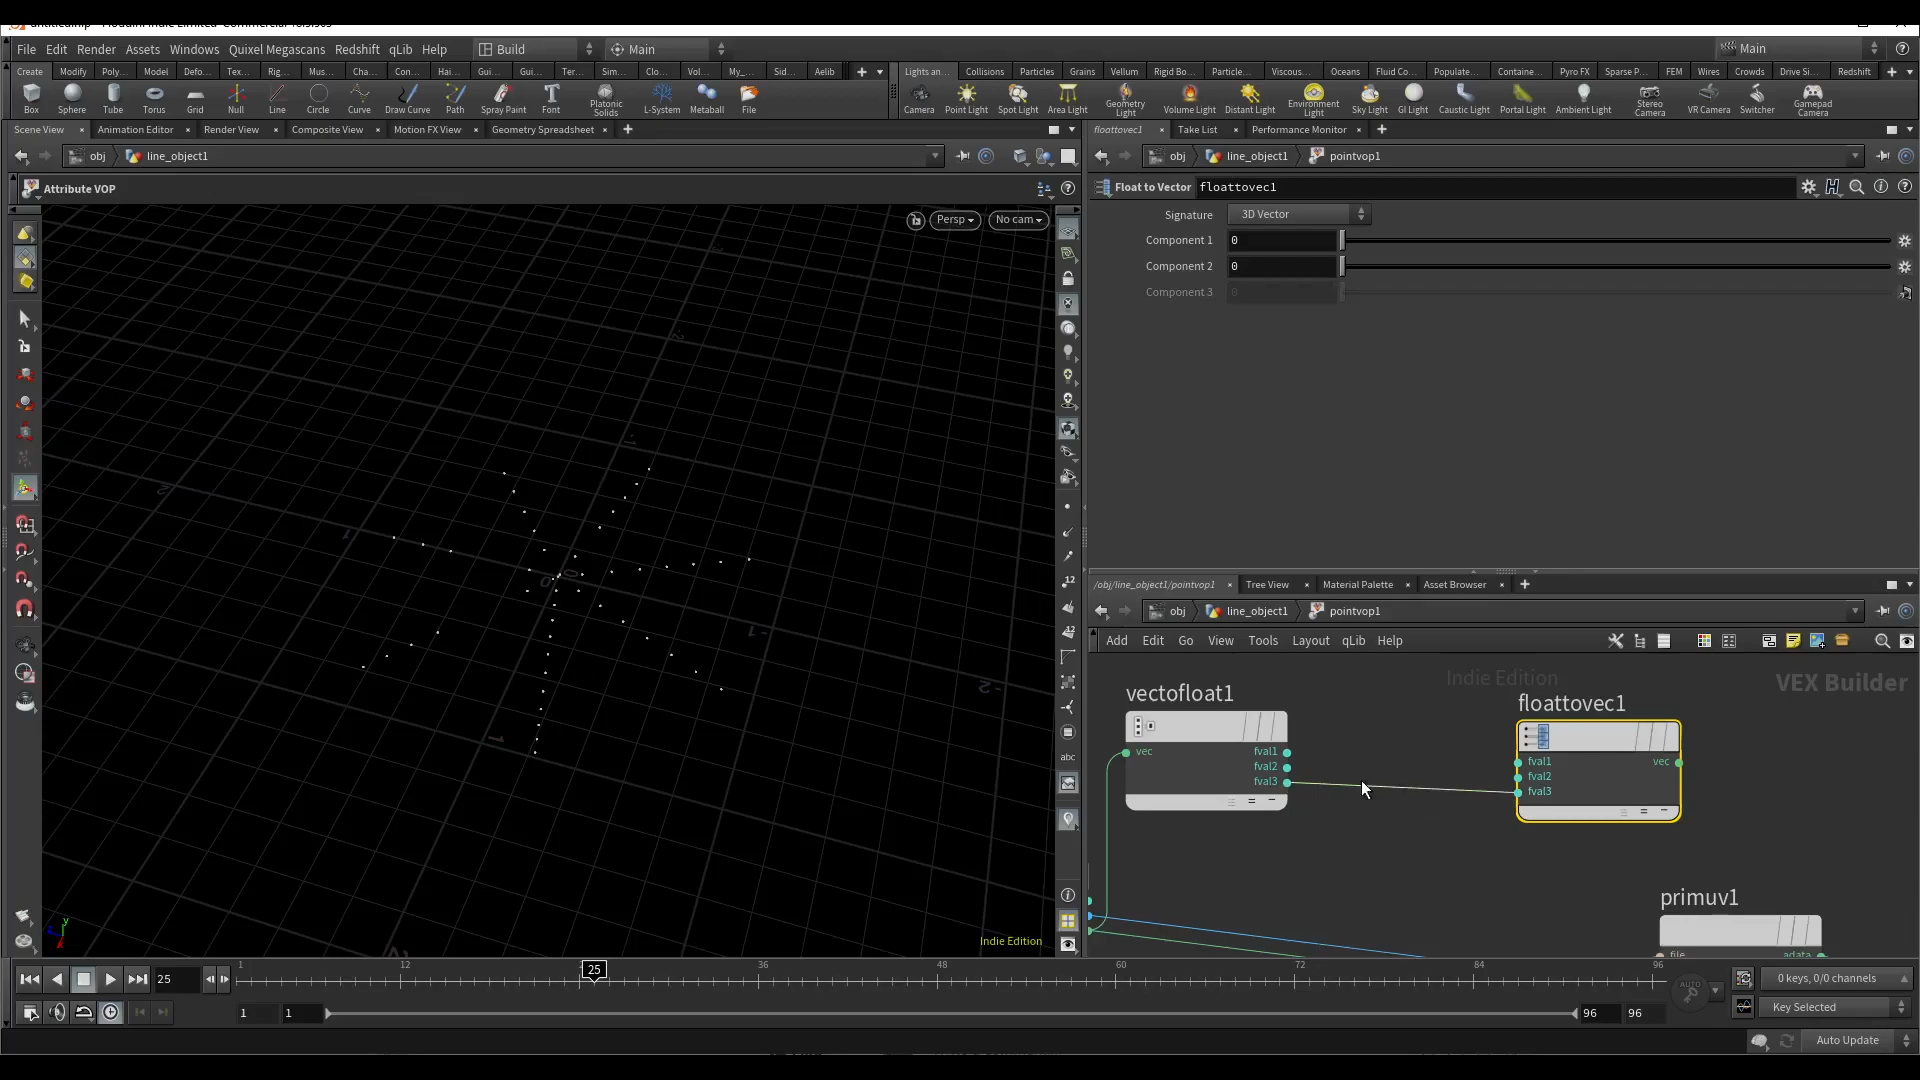 File Edit Render Assets Windows Quixel Megascans Redshift qLib Help Build Main Main
Create Modify Poly... Model Defo... Tex... Rig... Mus... Cha... Con... Hai... Gui... Gui... Ter... Sim... Clo... Vol... My_... Sid... Aelib
Lights an... Collisions Particles Grains Vellum Rigid Bo... Particle... Viscous... Oceans Fluid Co... Populate... Containe... Pyro FX Sparse P... FEM Wires Crowds Drive Si... Redshift
Box Sphere Tube Torus Grid Null Line Circle Curve Draw Curve Path Spray Paint Font Platonic Solids L-System Metaball File
Camera Point Light Spot Light Area Light Geometry Light Volume Light Distant Light Environment Light Sky Light GI Light Caustic Light Portal Light Ambient Light Stereo Camera VR Camera Switcher Gamepad Camera
Scene View Animation Editor Render View Composite View Motion FX View Geometry Spreadsheet
floattovec1 Take List Performance Monitor
obj line_object1
obj line_object1 pointvop1
Attribute VOP
Float to Vector floattovec1
Persp No cam
Signature 3D Vector
Component 1 0
Component 2 0
Component 3 0
/obj/line_object1/pointvop1 Tree View Material Palette Asset Browser
obj line_object1 pointvop1
Add Edit Go View Tools Layout qLib Help
Indie Edition
VEX Builder
vectofloat1
vec
fval1
fval2
fval3
floattovec1
fval1 vec
fval2
fval3
primuv1
file adata
Indie Edition
25
1 12 25 36 48 60 72 84 96
0 keys, 0/0 channels
AUTO
1 1 96 96
Key Selected
Auto Update